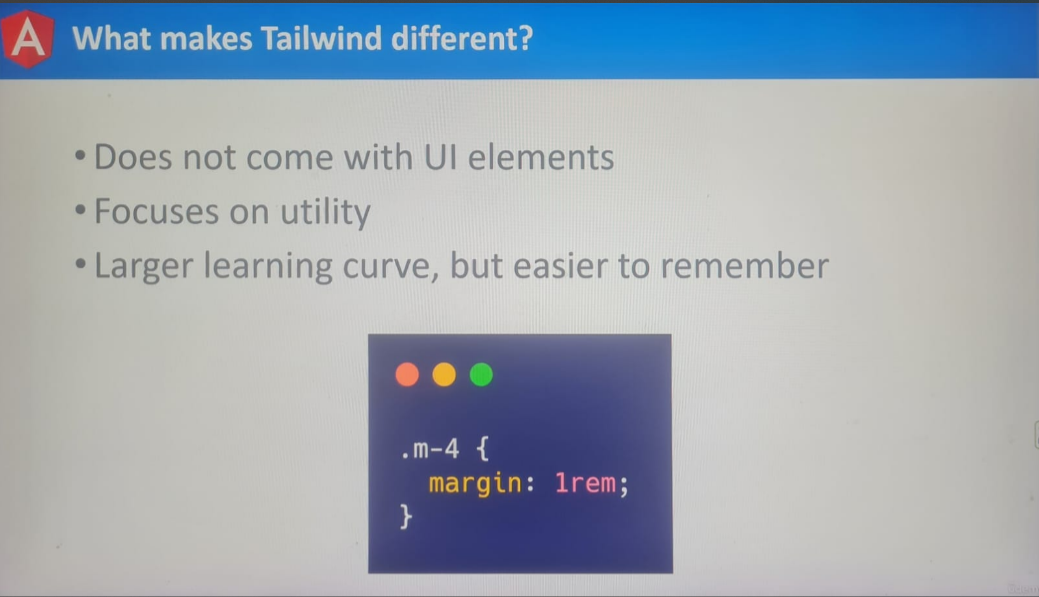 What makes Tailwind different?
• Does not come with UI elements
• Focuses on utility
• Larger learning curve, but easier to remember
.m-4 {
margin: 1rem;
}